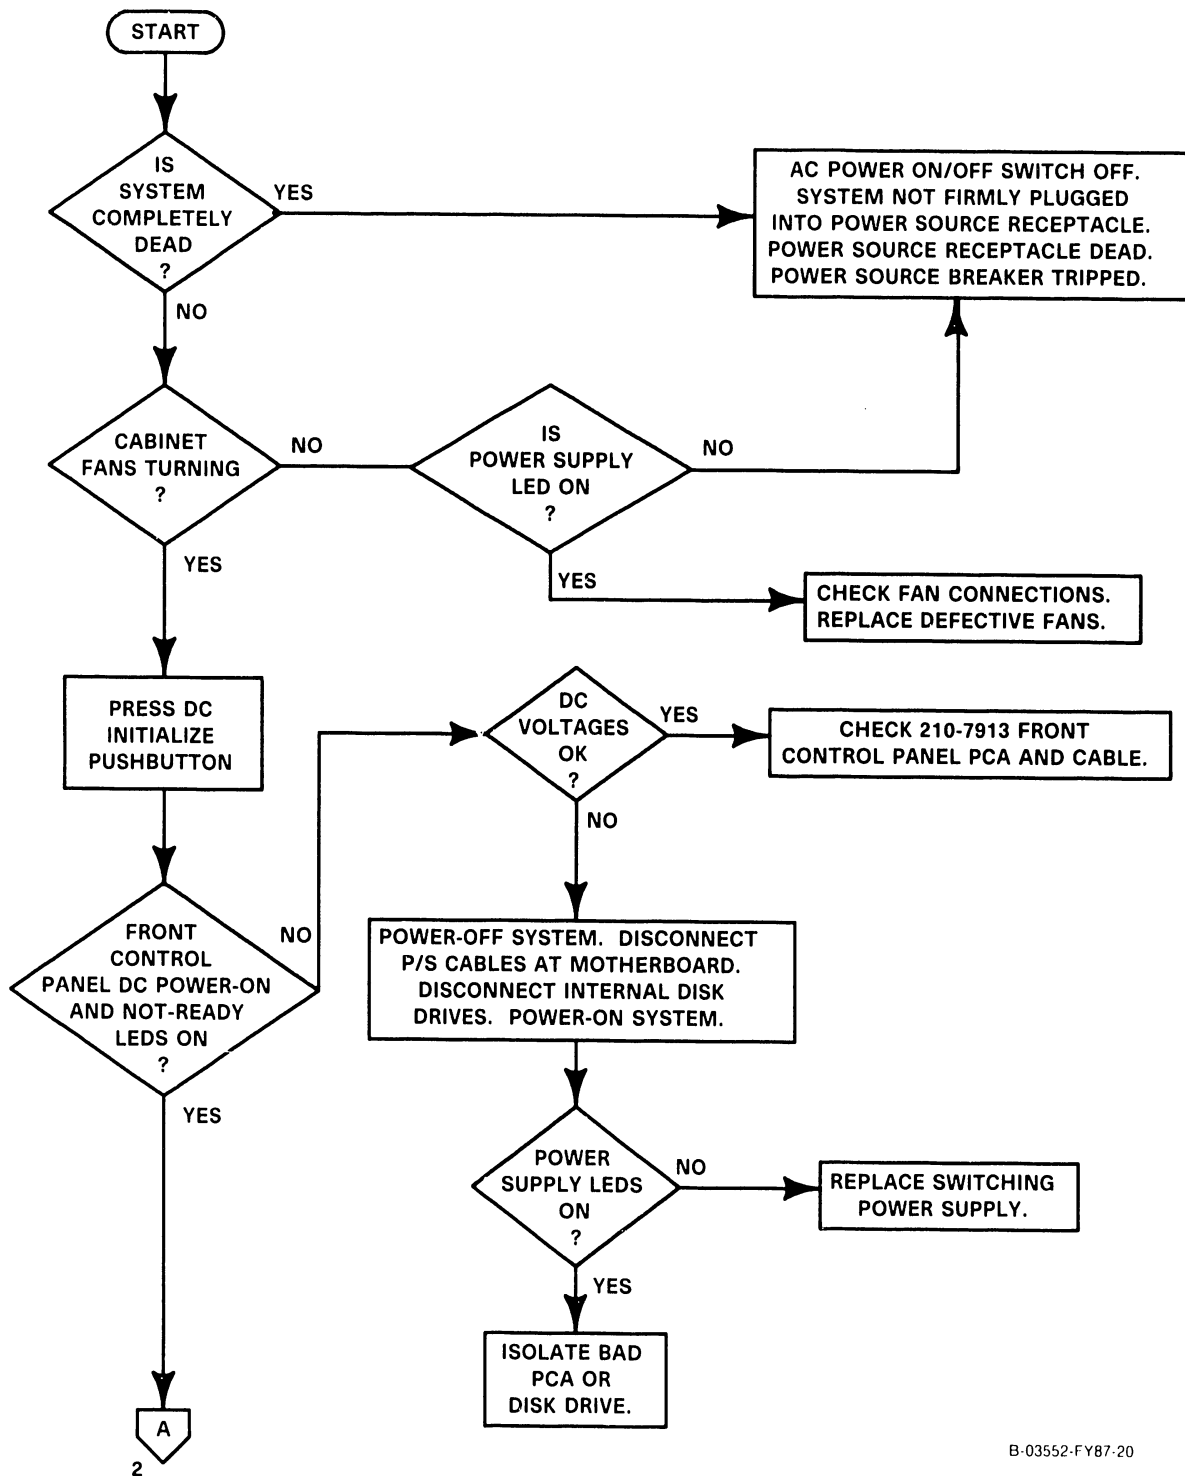 START
IS
SYSTEM
COMPLETELY
DEAD
?
YES
AC POWER ON/OFF SWITCH OFF.
SYSTEM NOT FIRMLY PLUGGED
INTO POWER SOURCE RECEPTACLE.
POWER SOURCE RECEPTACLE DEAD.
POWER SOURCE BREAKER TRIPPED.
NO
CABINET
FANS TURNING
?
NO
IS
POWER SUPPLY
LED ON
?
NO
YES
YES
CHECK FAN CONNECTIONS.
REPLACE DEFECTIVE FANS.
PRESS DC
INITIALIZE
PUSHBUTTON
DC
VOLTAGES
OK
?
YES
CHECK 210-7913 FRONT
CONTROL PANEL PCA AND CABLE.
NO
FRONT
CONTROL
PANEL DC POWER-ON
AND NOT-READY
LEDS ON
?
NO
YES
POWER-OFF SYSTEM. DISCONNECT
P/S CABLES AT MOTHERBOARD.
DISCONNECT INTERNAL DISK
DRIVES. POWER-ON SYSTEM.
POWER
SUPPLY LEDS
ON
?
NO
REPLACE SWITCHING
POWER SUPPLY.
YES
ISOLATE BAD
PCA OR
DISK DRIVE.
A
2
B-03552-FY87-20